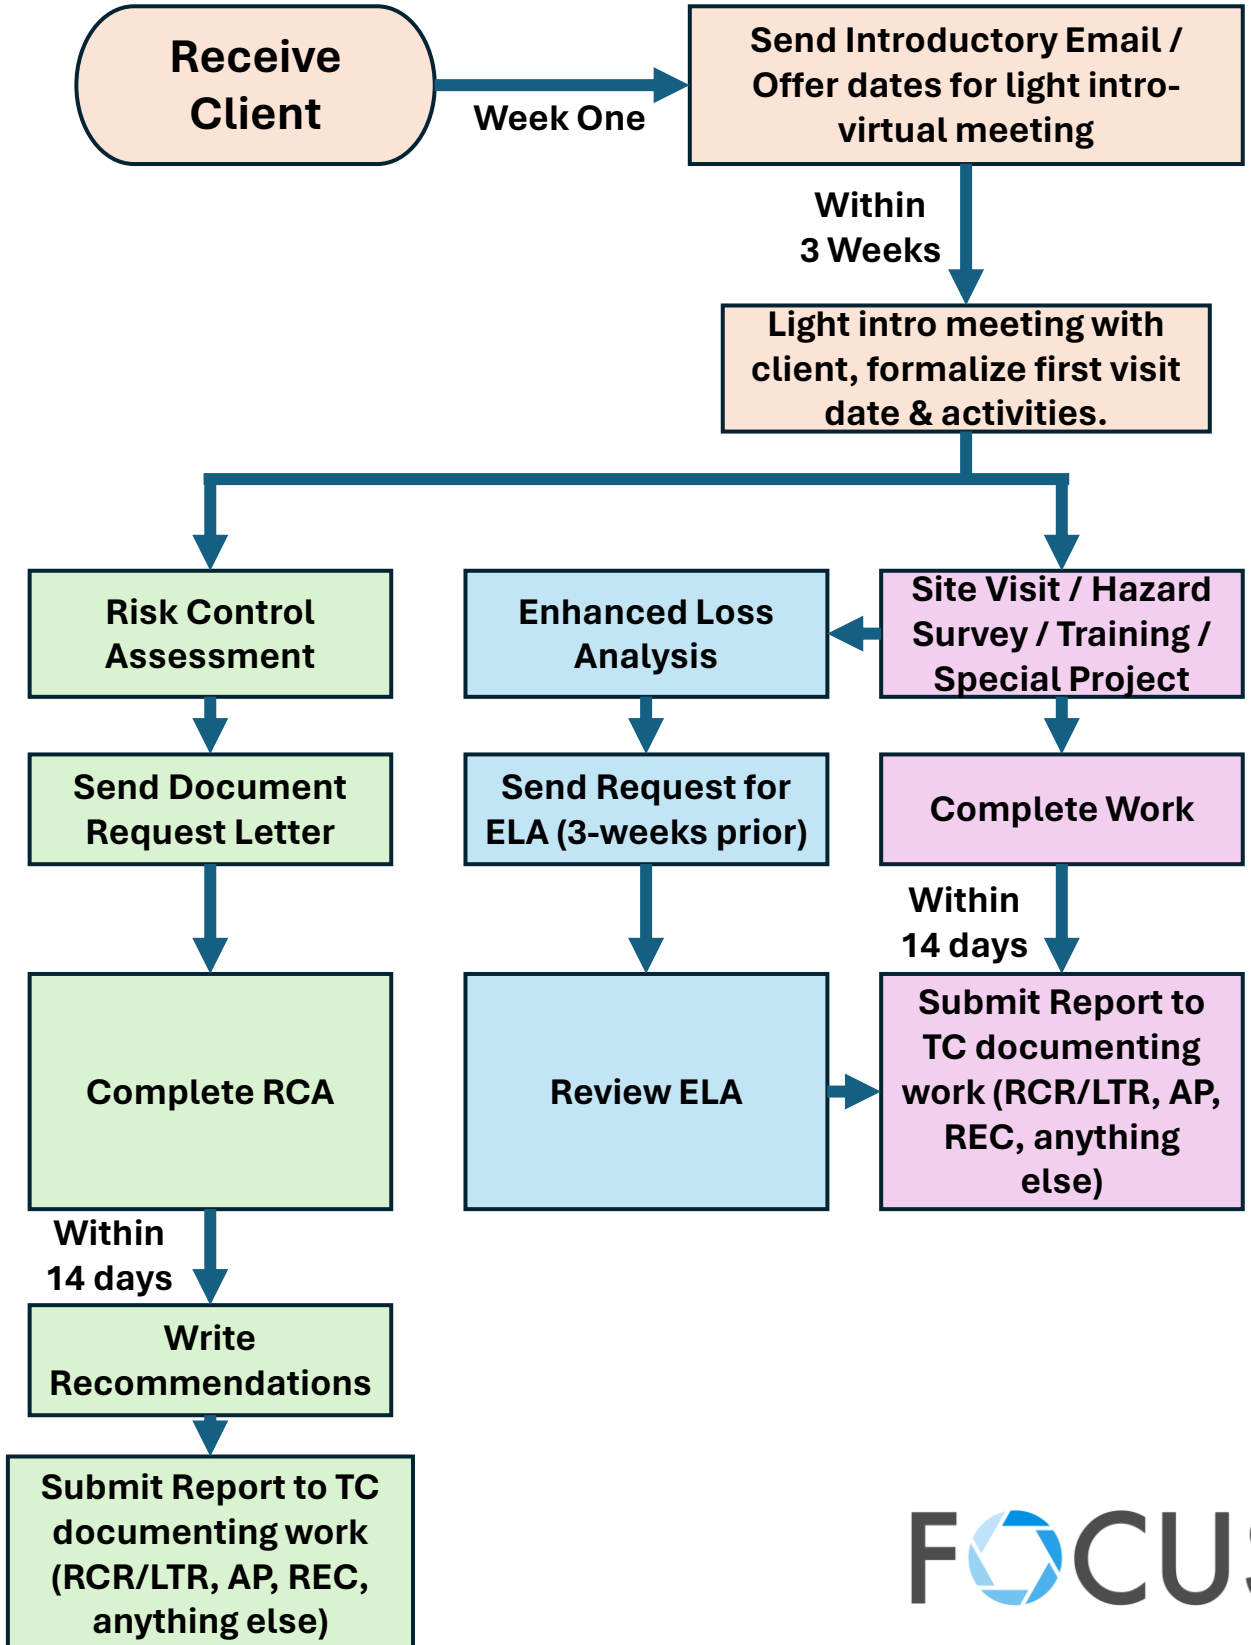 Receive
Client
Week One
Send Introductory Email /
Offer dates for light intro-
virtual meeting
Within
3 Weeks
Light intro meeting with
client, formalize first visit
date & activities.
Risk Control
Assessment
Enhanced Loss
Analysis
Site Visit / Hazard
Survey / Training /
Special Project
Send Document
Request Letter
Send Request for
ELA (3-weeks prior)
Complete Work
Within
14 days
Complete RCA
Review ELA
Submit Report to
TC documenting
work (RCR/LTR, AP,
REC, anything
else)
Within
14 days
Write
Recommendations
Submit Report to TC
documenting work
(RCR/LTR, AP, REC,
anything else)
FOCUS